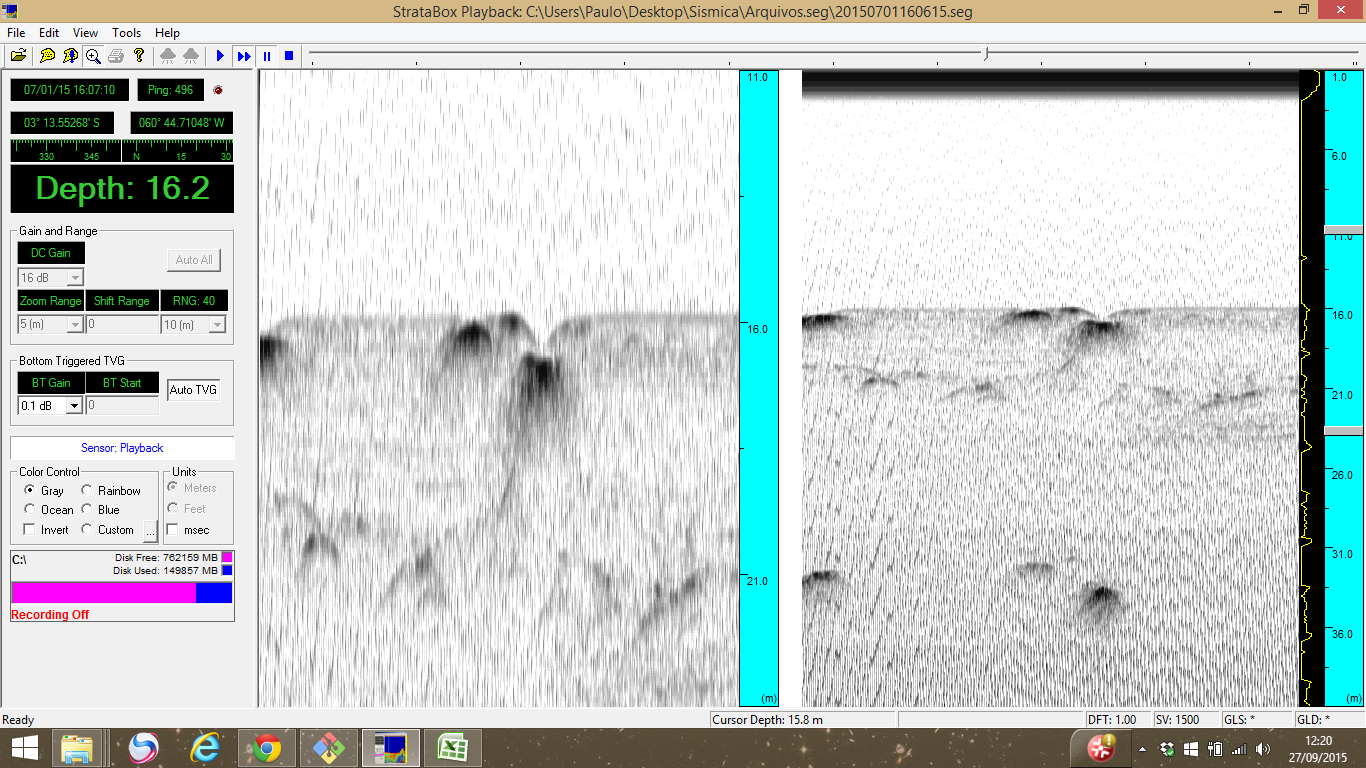 StrataBox Playback: C:\Users\Paulo\Desktop\Sismica\Arquivos.seg\20150701160615.seg
File Edit View Tools Help
07/01/15 16:07:10 Ping: 496
03° 13.55268' S 060° 44.71048' W
330 345 N 15 30
Depth: 16.2
Gain and Range
DC Gain Auto All
16 dB
Zoom Range Shift Range RNG: 40
5 (m) 0 10 (m)
Bottom Triggered TVG
BT Gain BT Start Auto TVG
0.1 dB 0
Sensor: Playback
Color Control Units
Gray Rainbow Meters
Ocean Blue Feet
Invert Custom ... msec
C:\ Disk Free: 762159 MB
Disk Used: 149857 MB
Recording Off
11.0
16.0
21.0
(m)
1.0
6.0
11.0
16.0
21.0
26.0
31.0
36.0
(m)
Ready Cursor Depth: 15.8 m DFT: 1.00 SV: 1500 GLS: * GLD: *
12:20
27/09/2015